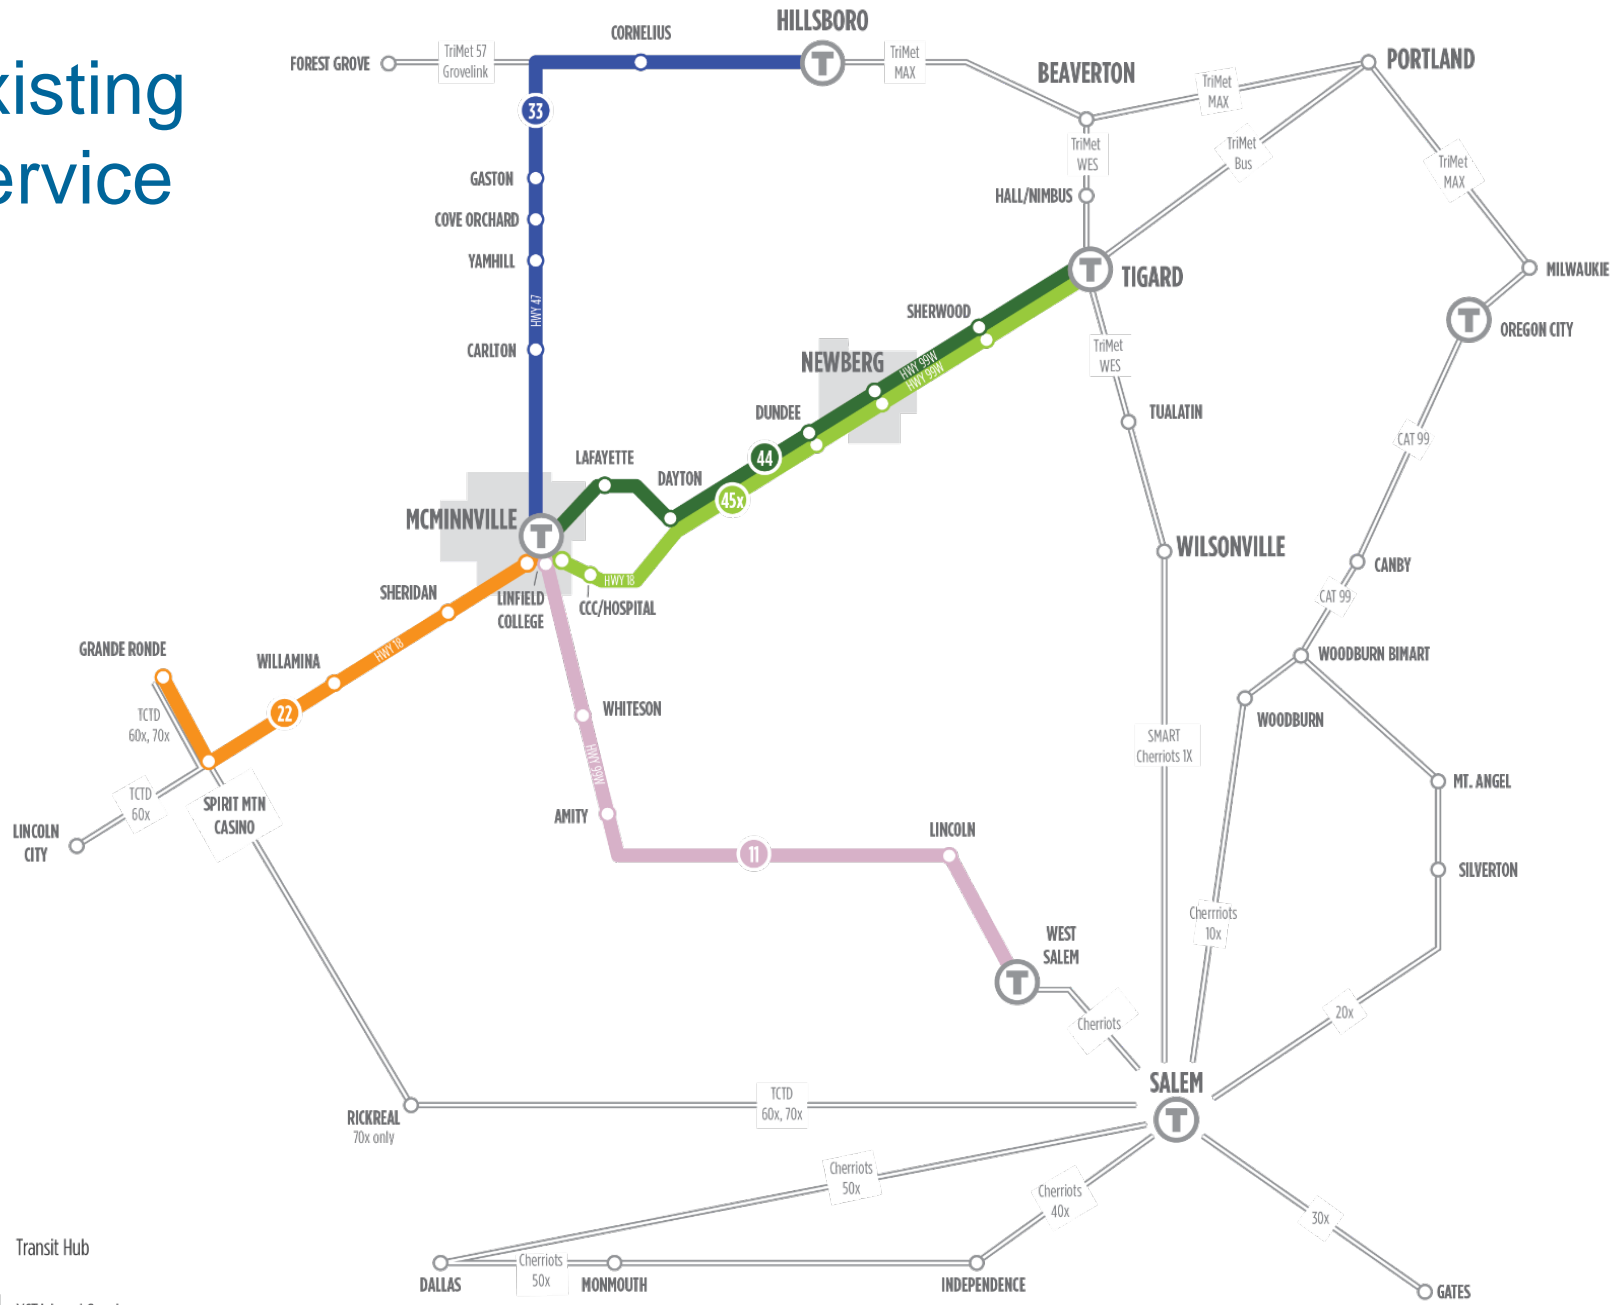 xisting
ervice
HILLSBORO
CORNELIUS
FOREST GROVE
TriMet 57
Grovelink
TriMet
MAX
BEAVERTON
TriMet
MAX
PORTLAND
33
TriMet
WES
TriMet
Bus
TriMet
MAX
GASTON
HALL/NIMBUS
COVE ORCHARD
YAMHILL
TIGARD
MILWAUKIE
HWY 47
SHERWOOD
OREGON CITY
CARLTON
NEWBERG
HWY 99W
HWY 99W
TriMet
WES
DUNDEE
TUALATIN
CAT 99
LAFAYETTE
44
DAYTON
45x
MCMINNVILLE
WILSONVILLE
CANBY
HWY 18
SHERIDAN
LINFIELD
COLLEGE
CCC/HOSPITAL
CAT 99
GRANDE RONDE
WILLAMINA
HWY 18
WOODBURN BIMART
22
TCTD
60x, 70x
WHITESON
WOODBURN
SMART
Cherriots 1X
HWY 99W
TCTD
60x
SPIRIT MTN
CASINO
AMITY
MT. ANGEL
LINCOLN
CITY
11
LINCOLN
SILVERTON
Cherrriots
10x
WEST
SALEM
Cherriots
20x
SALEM
TCTD
60x, 70x
RICKREAL
70x only
Cherriots
50x
Cherriots
40x
30x
Transit Hub
Cherriots
50x
DALLAS
MONMOUTH
INDEPENDENCE
GATES
T
T
T
T
T
T